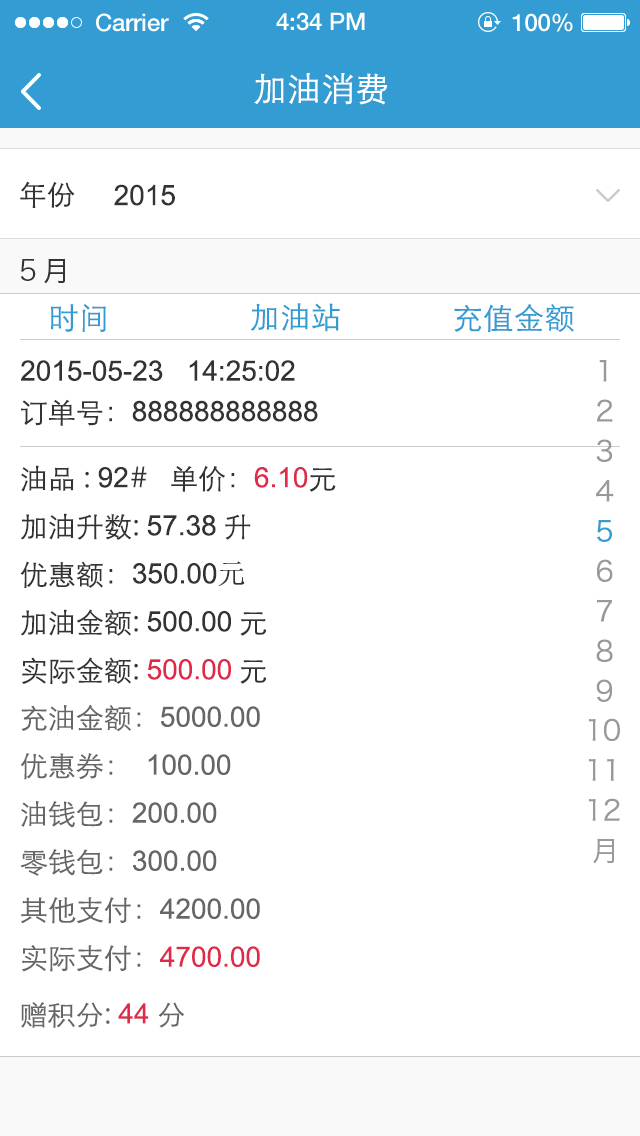 Carrier 4:34 PM 100%
加油消费
年份 2015
5 月
时间 加油站 充值金额
2015-05-23 14:25:02
订单号：888888888888
油品 : 92# 单价：6.10元
加油升数: 57.38 升
优惠额：350.00元
加油金额: 500.00 元
实际金额: 500.00 元
充油金额：5000.00
优惠券： 100.00
油钱包：200.00
零钱包：300.00
其他支付：4200.00
实际支付：4700.00
赠积分: 44 分
1
2
3
4
5
6
7
8
9
10
11
12
月